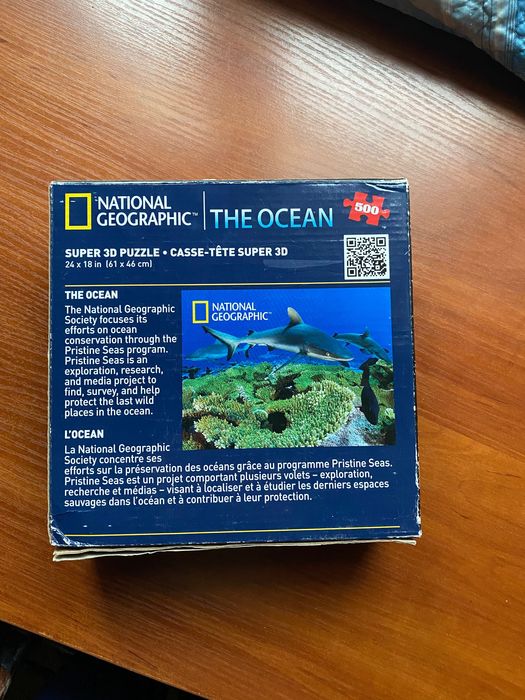 NATIONAL
GEOGRAPHIC™
THE OCEAN
500
SUPER 3D PUZZLE • CASSE-TÊTE SUPER 3D
24 x 18 in (61 x 46 cm)
THE OCEAN
The National Geographic
Society focuses its
efforts on ocean
conservation through the
Pristine Seas program.
Pristine Seas is an
exploration, research,
and media project to
find, survey, and help
protect the last wild
places in the ocean.
NATIONAL
GEOGRAPHIC™
L'OCEAN
La National Geographic
Society concentre ses
efforts sur la préservation des océans grâce au programme Pristine Seas.
Pristine Seas est un projet comportant plusieurs volets – exploration,
recherche et médias – visant à localiser et à étudier les derniers espaces
sauvages dans l'océan et à contribuer à leur protection.